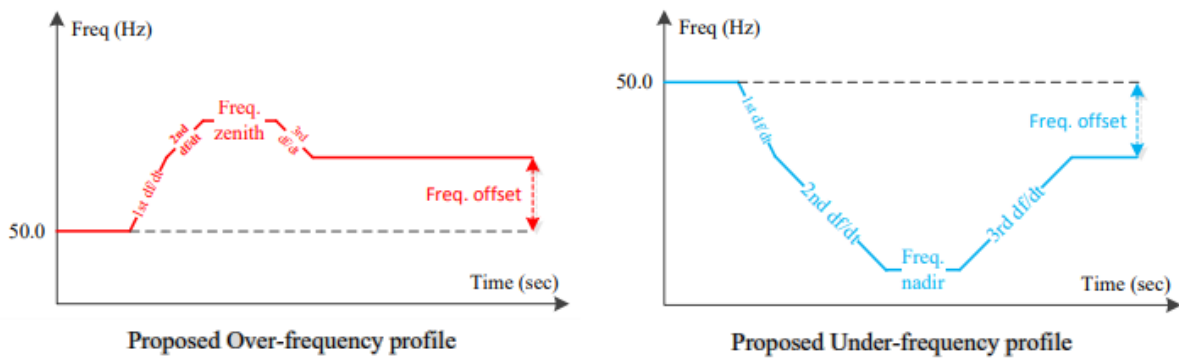 Freq (Hz)
2nd
df/dt
Freq.
zenith
3rd
df/dt
1st df/dt
Freq. offset
50.0
Time (sec)
Proposed Over-frequency profile
Freq (Hz)
50.0
1st df/dt
Freq. offset
2nd df/dt
3rd df/dt
Freq.
nadir
Time (sec)
Proposed Under-frequency profile